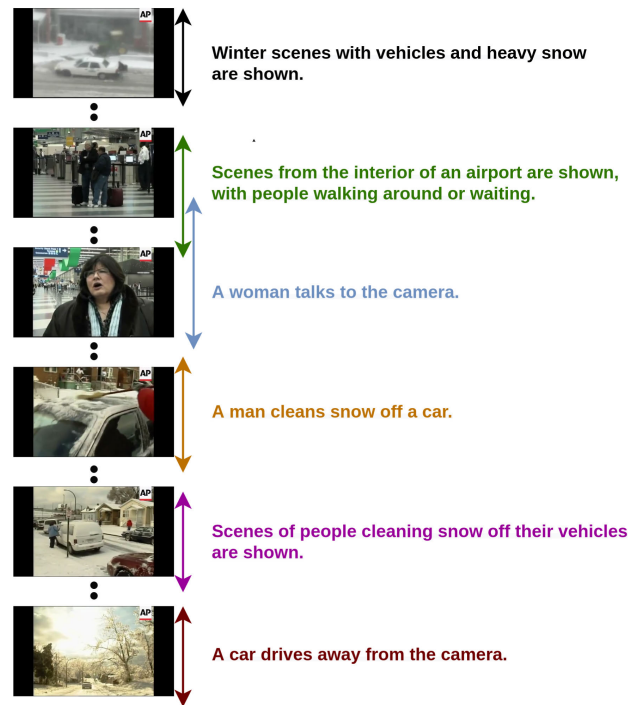 AP
Winter scenes with vehicles and heavy snow
are shown.
AP
Scenes from the interior of an airport are shown,
with people walking around or waiting.
AP
A woman talks to the camera.
AP
A man cleans snow off a car.
AP
Scenes of people cleaning snow off their vehicles
are shown.
AP
A car drives away from the camera.